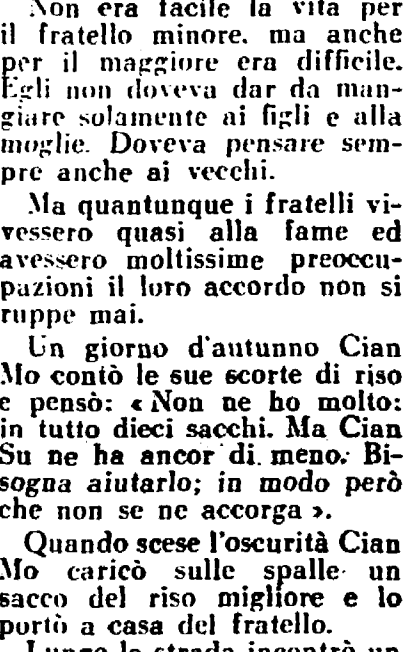 Non era facile la vita per
il fratello minore, ma anche
per il maggiore era difficile.
Egli non doveva dar da man-
giare solamente ai figli e alla
moglie. Doveva pensare sem-
pre anche ai vecchi.
Ma quantunque i fratelli vi-
vessero quasi alla fame ed
avessero moltissime preoccu-
pazioni il loro accordo non si
ruppe mai.
Un giorno d'autunno Cian
Mo contò le sue scorte di riso
e pensò: « Non ne ho molto:
in tutto dieci sacchi. Ma Cian
Su ne ha ancor di meno. Bi-
sogna aiutarlo; in modo però
che non se ne accorga ».
Quando scese l'oscurità Cian
Mo caricò sulle spalle un
sacco del riso migliore e lo
portò a casa del fratello.
Lungo la strada incontrò un